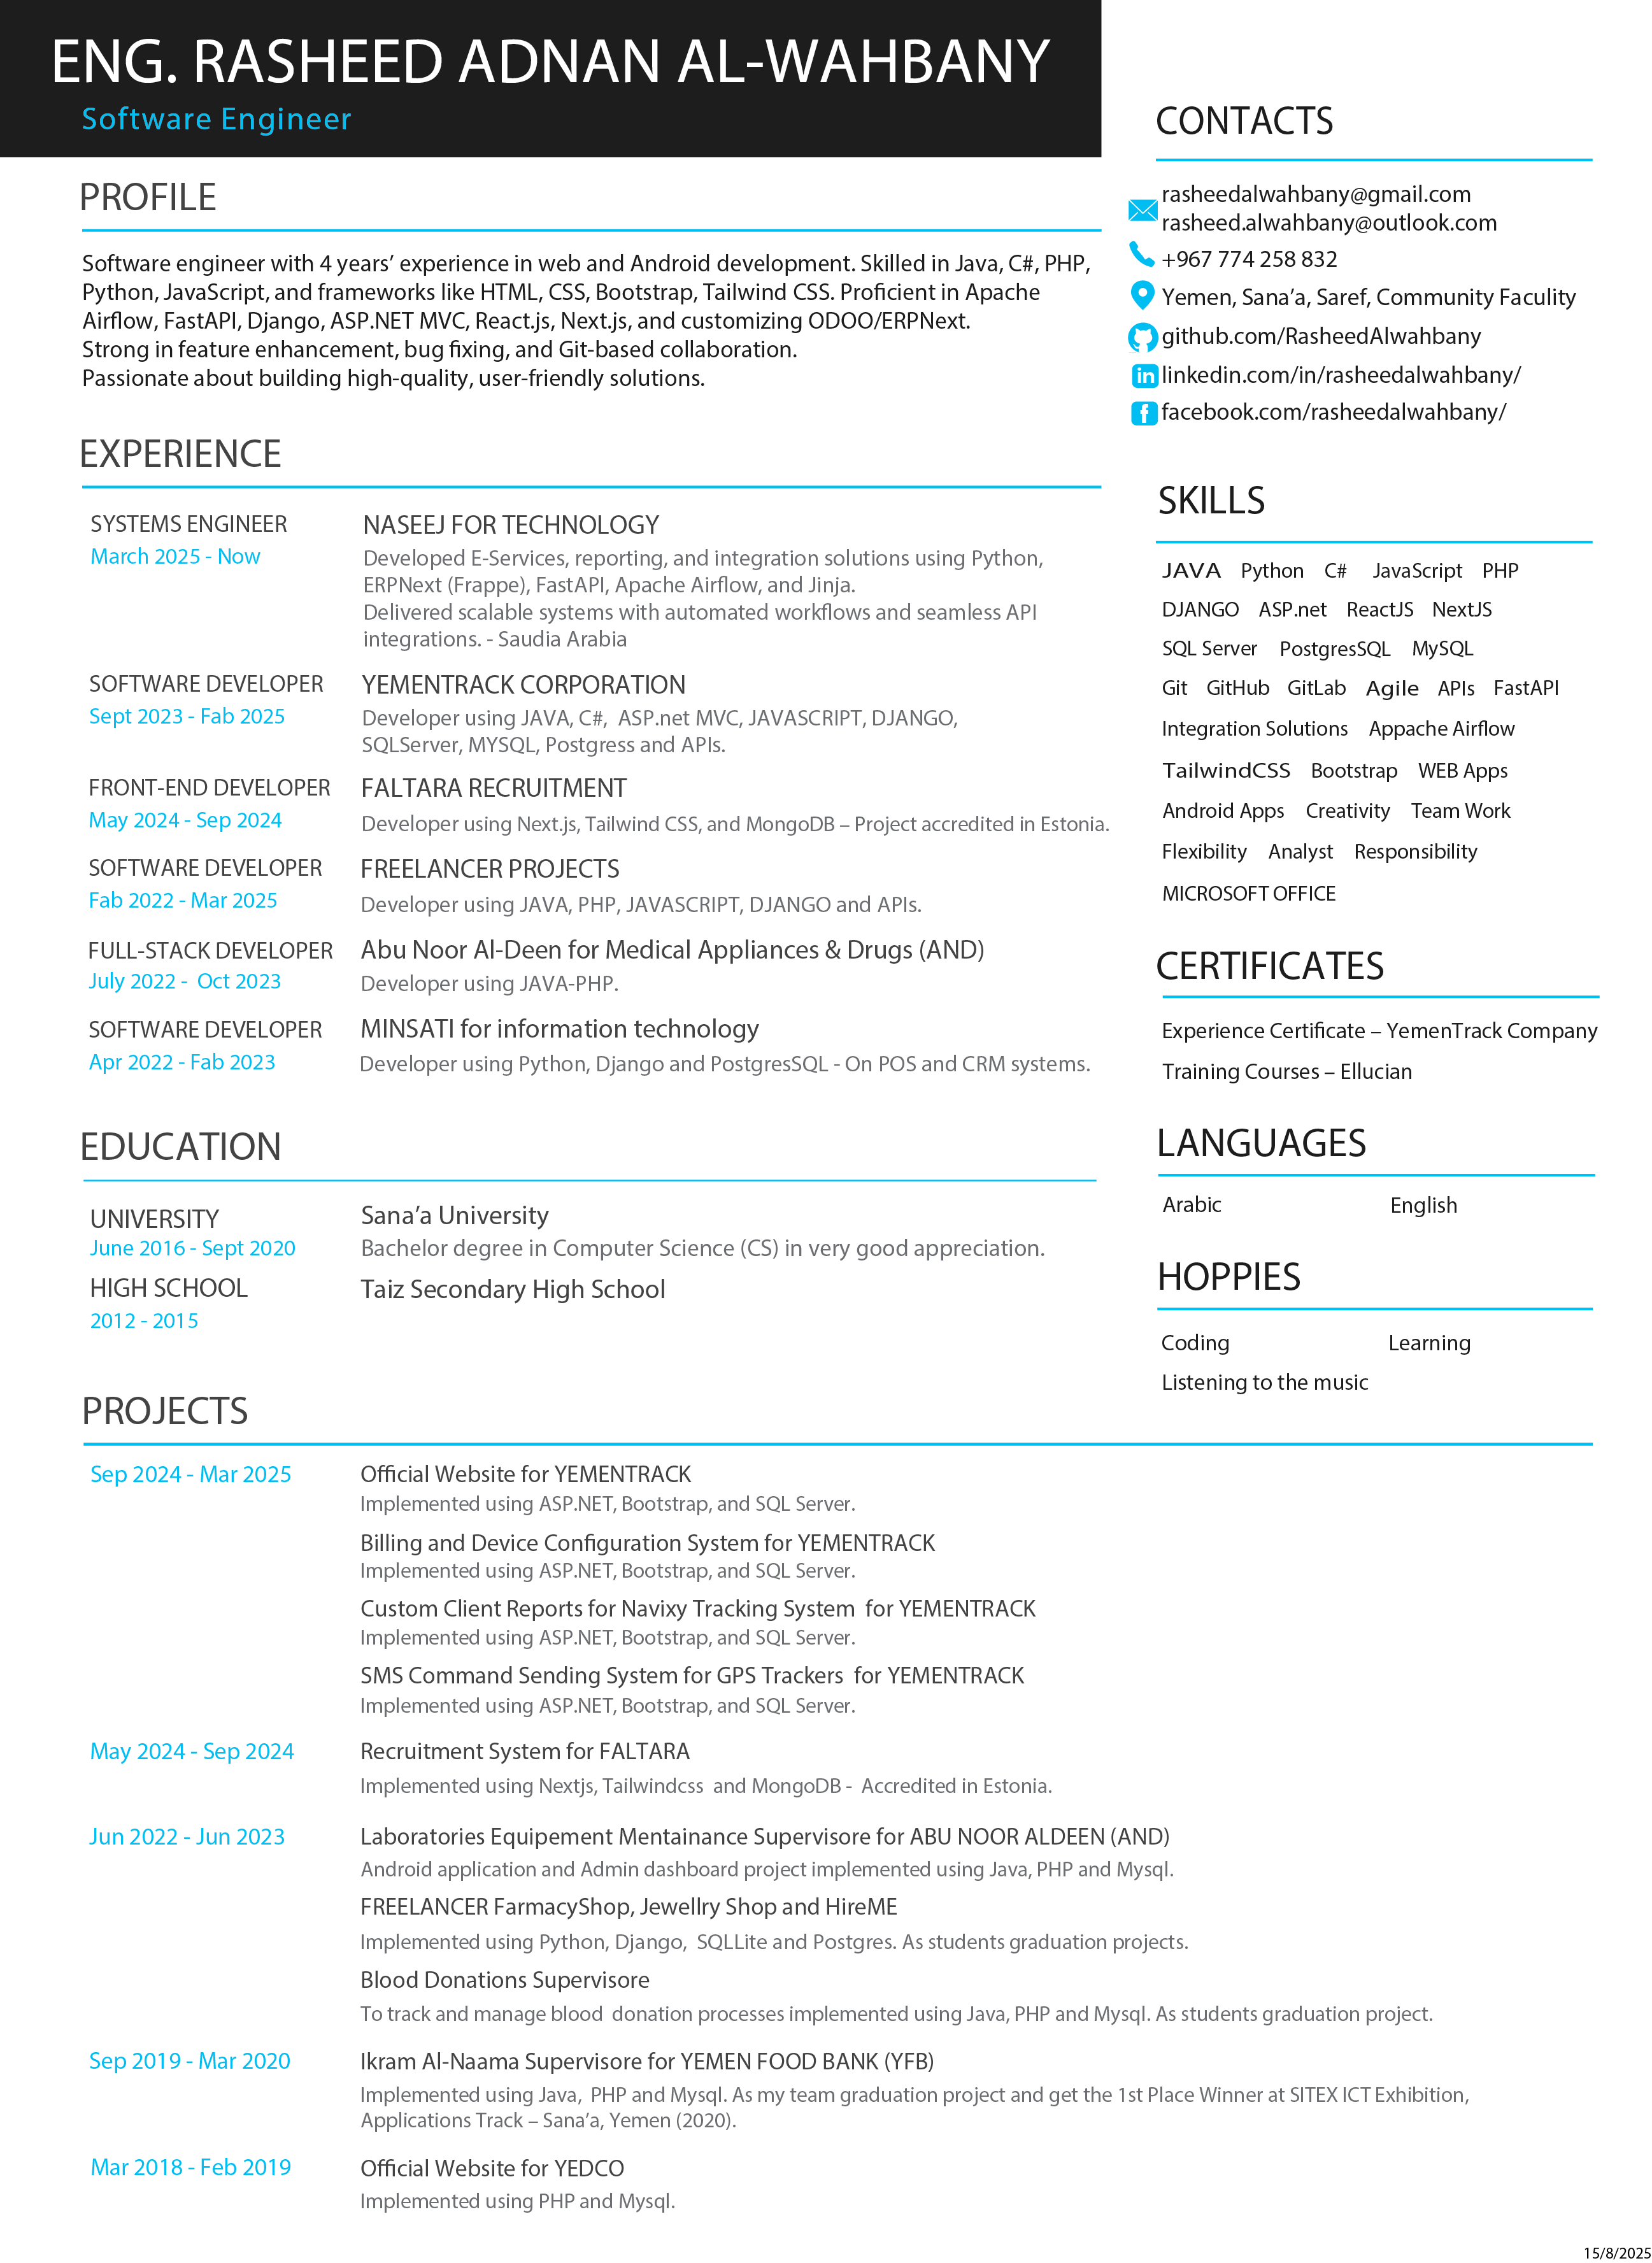 ENG. RASHEED ADNAN AL-WAHBANY
Software Engineer
PROFILE
Software engineer with 4 years’ experience in web and Android development. Skilled in Java, C#, PHP,
Python, JavaScript, and frameworks like HTML, CSS, Bootstrap, Tailwind CSS. Proficient in Apache
Airflow, FastAPI, Django, ASP.NET MVC, React.js, Next.js, and customizing ODOO/ERPNext.
Strong in feature enhancement, bug fixing, and Git-based collaboration.
Passionate about building high-quality, user-friendly solutions.
EXPERIENCE
SYSTEMS ENGINEER
March 2025 - Now
NASEEJ FOR TECHNOLOGY
Developed E-Services, reporting, and integration solutions using Python,
ERPNext (Frappe), FastAPI, Apache Airflow, and Jinja.
Delivered scalable systems with automated workflows and seamless API
integrations. - Saudia Arabia
SOFTWARE DEVELOPER
Sept 2023 - Fab 2025
YEMENTRACK CORPORATION
Developer using JAVA, C#, ASP.net MVC, JAVASCRIPT, DJANGO,
SQLServer, MYSQL, Postgress and APIs.
FRONT-END DEVELOPER
May 2024 - Sep 2024
FALTARA RECRUITMENT
Developer using Next.js, Tailwind CSS, and MongoDB – Project accredited in Estonia.
SOFTWARE DEVELOPER
Fab 2022 - Mar 2025
FREELANCER PROJECTS
Developer using JAVA, PHP, JAVASCRIPT, DJANGO and APIs.
FULL-STACK DEVELOPER
July 2022 - Oct 2023
Abu Noor Al-Deen for Medical Appliances & Drugs (AND)
Developer using JAVA-PHP.
SOFTWARE DEVELOPER
Apr 2022 - Fab 2023
MINSATI for information technology
Developer using Python, Django and PostgresSQL - On POS and CRM systems.
EDUCATION
UNIVERSITY
June 2016 - Sept 2020
Sana’a University
Bachelor degree in Computer Science (CS) in very good appreciation.
HIGH SCHOOL
2012 - 2015
Taiz Secondary High School
CONTACTS
rasheedalwahbany@gmail.com
rasheed.alwahbany@outlook.com
+967 774 258 832
Yemen, Sana’a, Saref, Community Faculity
github.com/RasheedAlwahbany
linkedin.com/in/rasheedalwahbany/
facebook.com/rasheedalwahbany/
SKILLS
JAVA Python C# JavaScript PHP
DJANGO ASP.net ReactJS NextJS
SQL Server PostgresSQL MySQL
Git GitHub GitLab Agile APIs FastAPI
Integration Solutions Appache Airflow
TailwindCSS Bootstrap WEB Apps
Android Apps Creativity Team Work
Flexibility Analyst Responsibility
MICROSOFT OFFICE
CERTIFICATES
Experience Certificate – YemenTrack Company
Training Courses – Ellucian
LANGUAGES
Arabic English
HOPPIES
Coding Learning
Listening to the music
PROJECTS
Sep 2024 - Mar 2025
Official Website for YEMENTRACK
Implemented using ASP.NET, Bootstrap, and SQL Server.
Billing and Device Configuration System for YEMENTRACK
Implemented using ASP.NET, Bootstrap, and SQL Server.
Custom Client Reports for Navixy Tracking System for YEMENTRACK
Implemented using ASP.NET, Bootstrap, and SQL Server.
SMS Command Sending System for GPS Trackers for YEMENTRACK
Implemented using ASP.NET, Bootstrap, and SQL Server.
May 2024 - Sep 2024
Recruitment System for FALTARA
Implemented using Nextjs, Tailwindcss and MongoDB - Accredited in Estonia.
Jun 2022 - Jun 2023
Laboratories Equipement Mentainance Supervisore for ABU NOOR ALDEEN (AND)
Android application and Admin dashboard project implemented using Java, PHP and Mysql.
FREELANCER FarmacyShop, Jewellry Shop and HireME
Implemented using Python, Django, SQLLite and Postgres. As students graduation projects.
Blood Donations Supervisore
To track and manage blood donation processes implemented using Java, PHP and Mysql. As students graduation project.
Sep 2019 - Mar 2020
Ikram Al-Naama Supervisore for YEMEN FOOD BANK (YFB)
Implemented using Java, PHP and Mysql. As my team graduation project and get the 1st Place Winner at SITEX ICT Exhibition,
Applications Track – Sana’a, Yemen (2020).
Mar 2018 - Feb 2019
Official Website for YEDCO
Implemented using PHP and Mysql.
15/8/2025